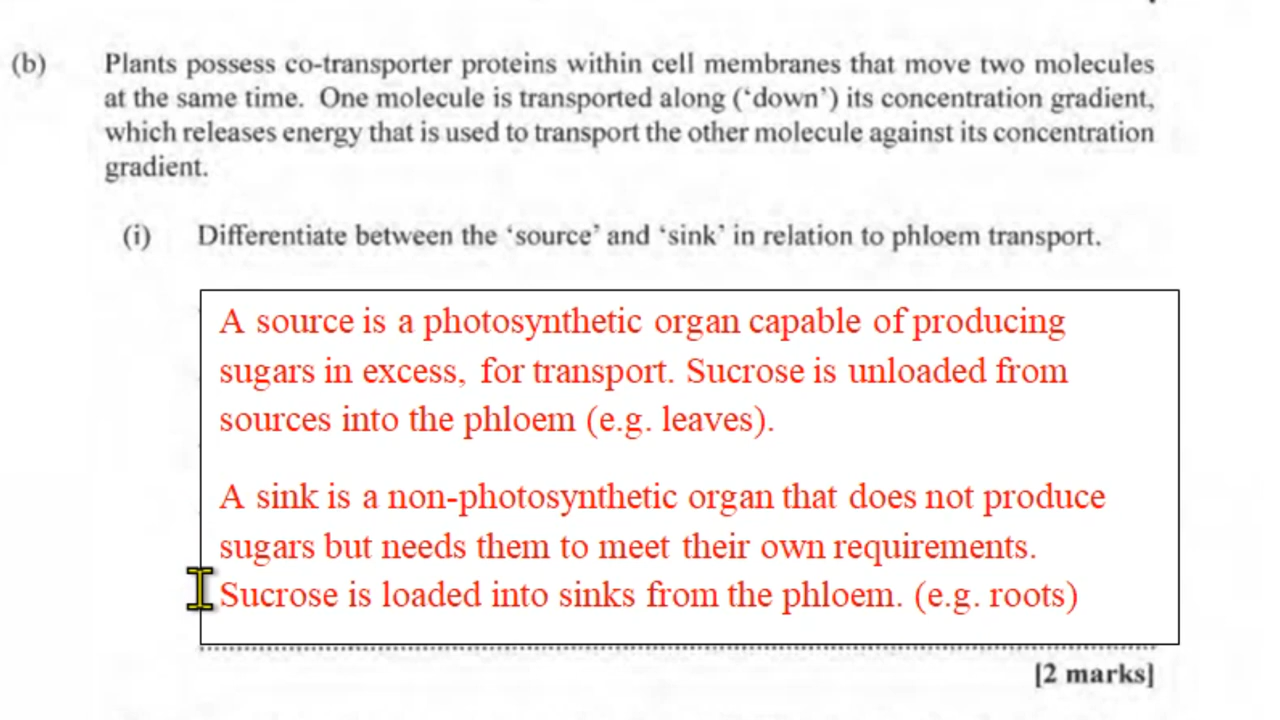 (b) Plants possess co-transporter proteins within cell membranes that move two molecules
at the same time. One molecule is transported along (‘down’) its concentration gradient,
which releases energy that is used to transport the other molecule against its concentration
gradient.
(i) Differentiate between the ‘source’ and ‘sink’ in relation to phloem transport.
A source is a photosynthetic organ capable of producing
sugars in excess, for transport. Sucrose is unloaded from
sources into the phloem (e.g. leaves).
A sink is a non-photosynthetic organ that does not produce
sugars but needs them to meet their own requirements.
Sucrose is loaded into sinks from the phloem. (e.g. roots)
[2 marks]